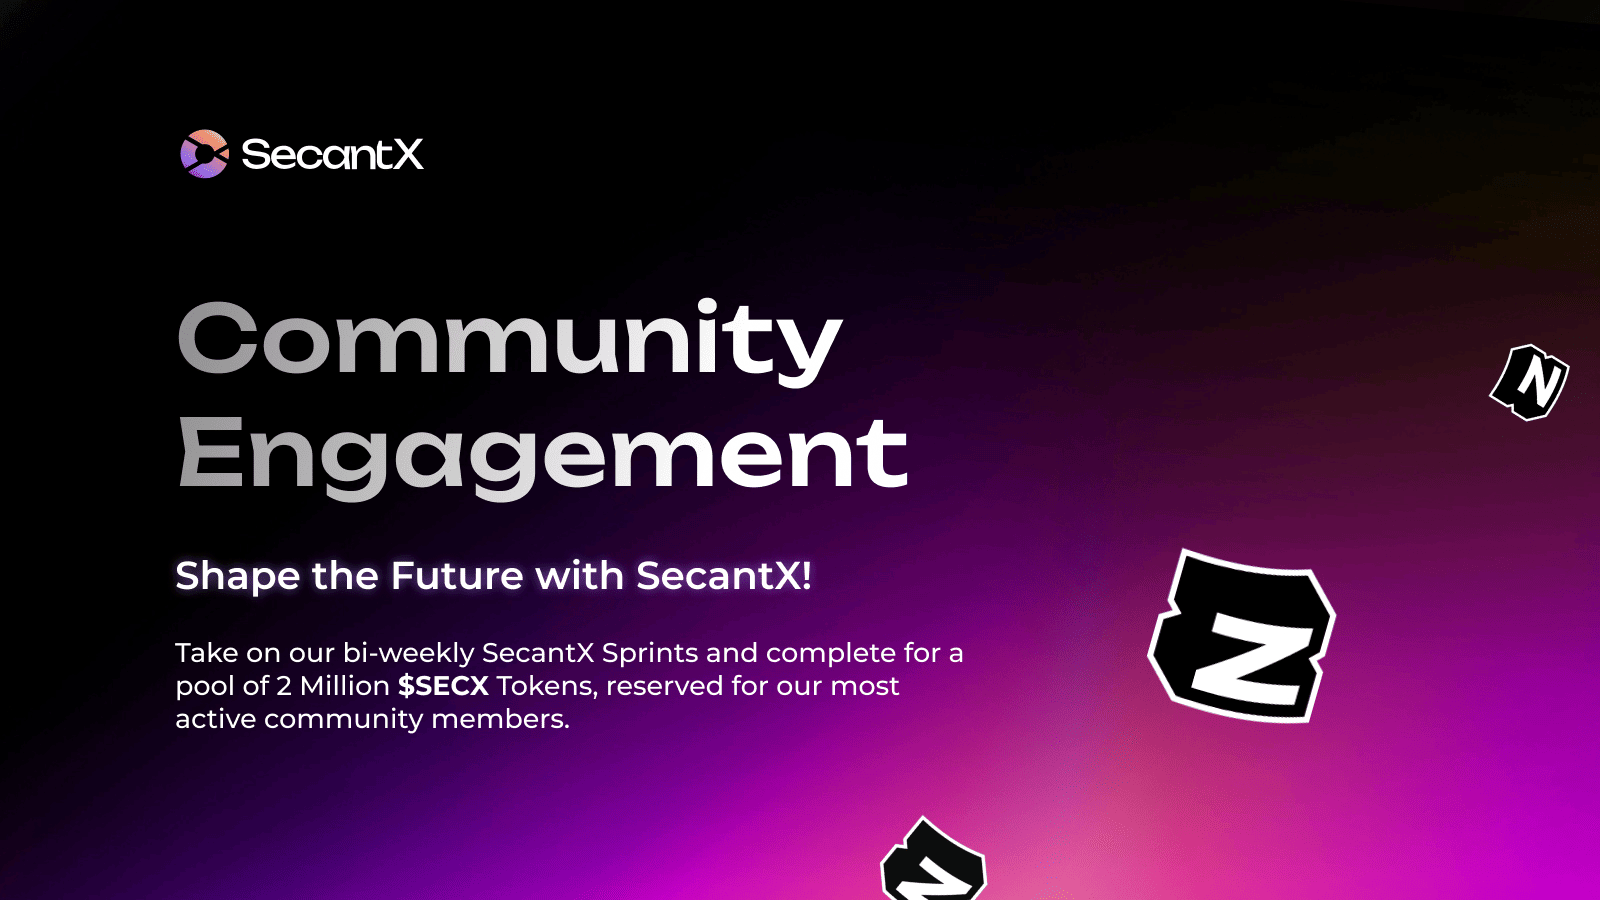 SecantX
Community
Engagement
Shape the Future with SecantX!
Take on our bi-weekly SecantX Sprints and complete for a
pool of 2 Million $SECX Tokens, reserved for our most
active community members.
N
Z
N